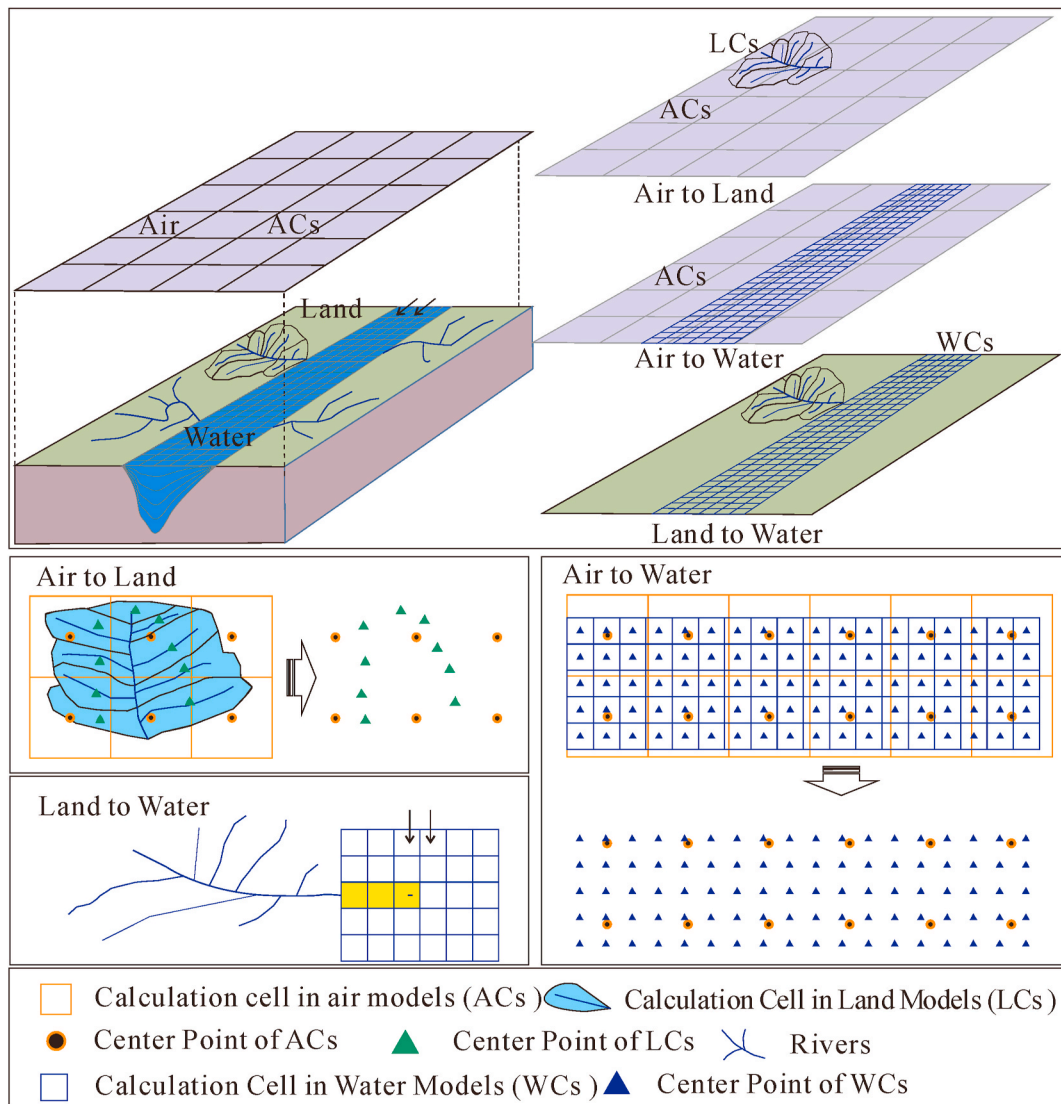 LCs
ACs
Air to Land
Air ACs
ACs
Air to Water
Land
Water
WCs
Land to Water
Air to Land
Air to Water
Land to Water
Calculation cell in air models (ACs)
Calculation Cell in Land Models (LCs)
Center Point of ACs
Center Point of LCs
Rivers
Calculation Cell in Water Models (WCs)
Center Point of WCs